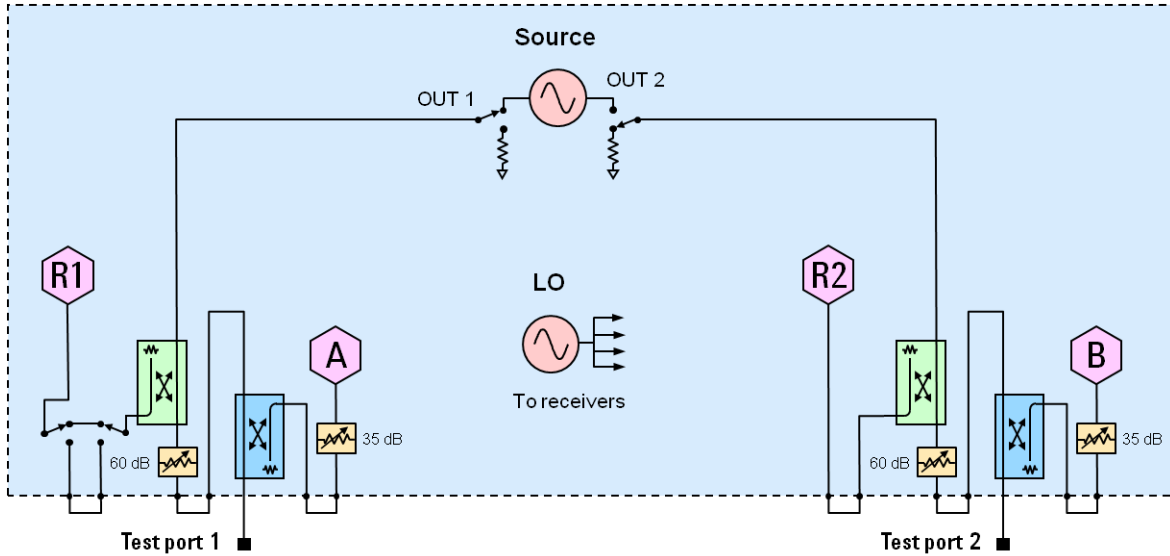 Source
OUT 1
OUT 2
R1
R2
LO
A
B
To receivers
35 dB
35 dB
60 dB
60 dB
Test port 1
Test port 2